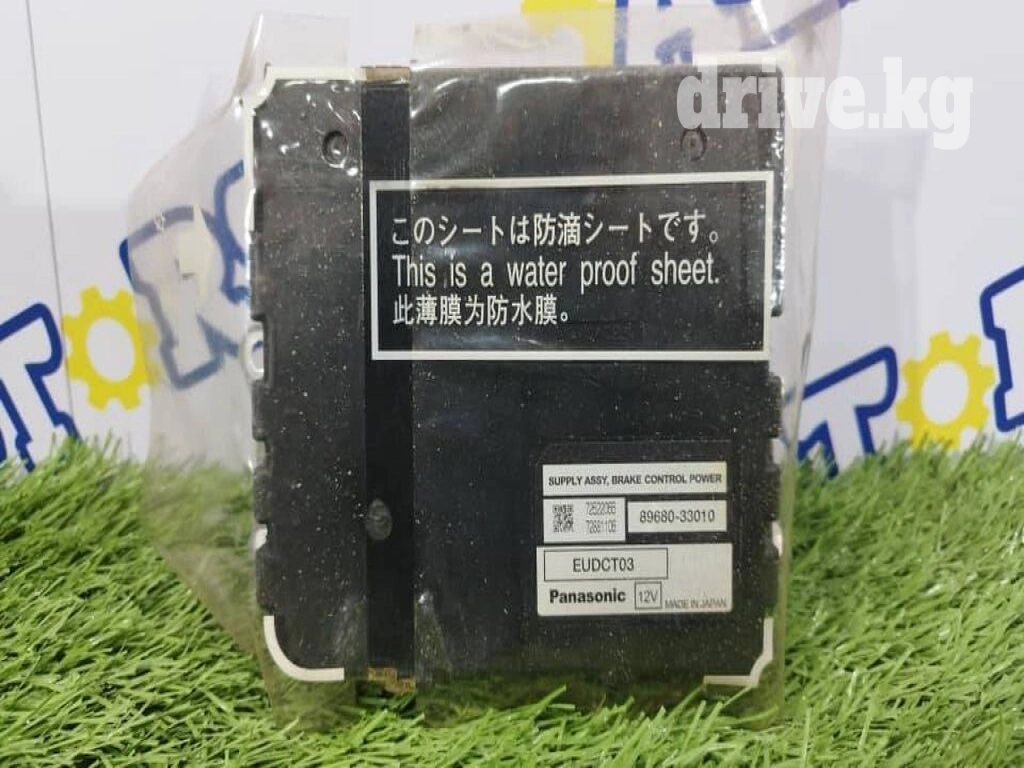 drive.kg
このシートは防滴シートです。
This is a water proof sheet.
此薄膜为防水膜。
SUPPLY ASSY, BRAKE CONTROL POWER
89680-33010
EUDCT03
Panasonic 12V MADE IN JAPAN